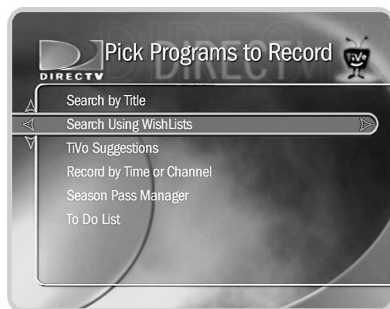 Pick Programs to Record
DIRECTV
TiVo
Search by Title
Search Using WishLists
TiVo Suggestions
Record by Time or Channel
Season Pass Manager
To Do List